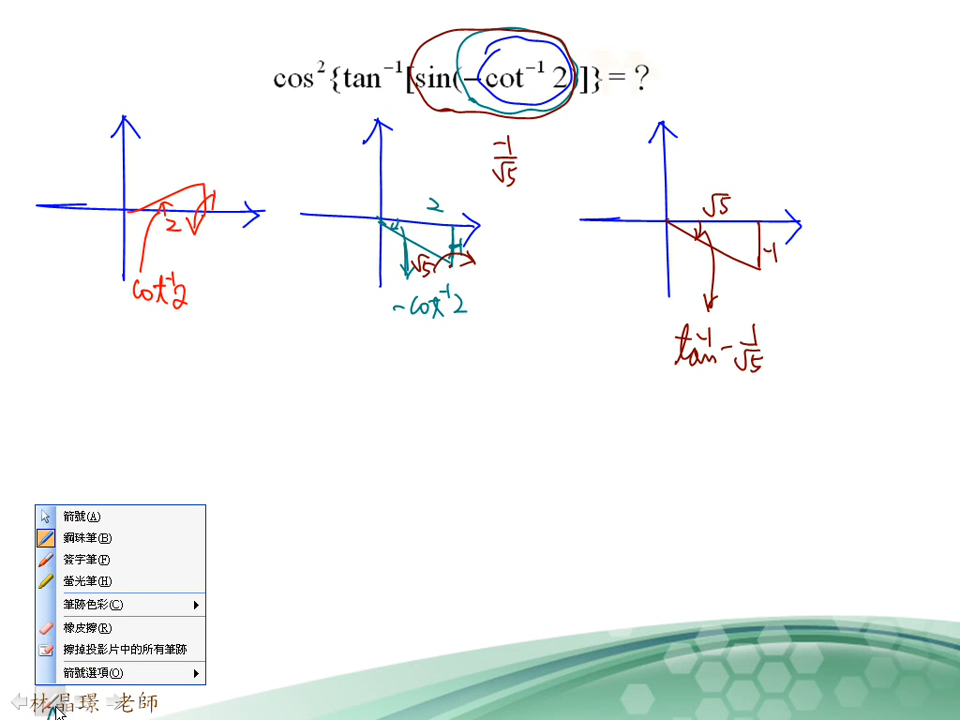 cos²{tan⁻¹[sin(−cot⁻¹ 2)]} = ?
-1/√5
1
2
cot⁻¹2
2
-1
√5
-cot⁻¹2
√5
-1
tan⁻¹ -1/√5
箭號(A)
鋼珠筆(B)
簽字筆(F)
螢光筆(H)
筆跡色彩(C)
橡皮擦(R)
擦掉投影片中的所有筆跡
箭號選項(O)
林晶璟 老師